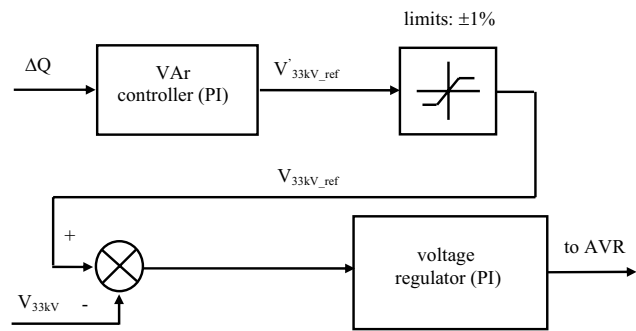 limits: ±1%
ΔQ
VAr
controller (PI)
V'33kV_ref
V33kV_ref
+
voltage
regulator (PI)
to AVR
V33kV
-